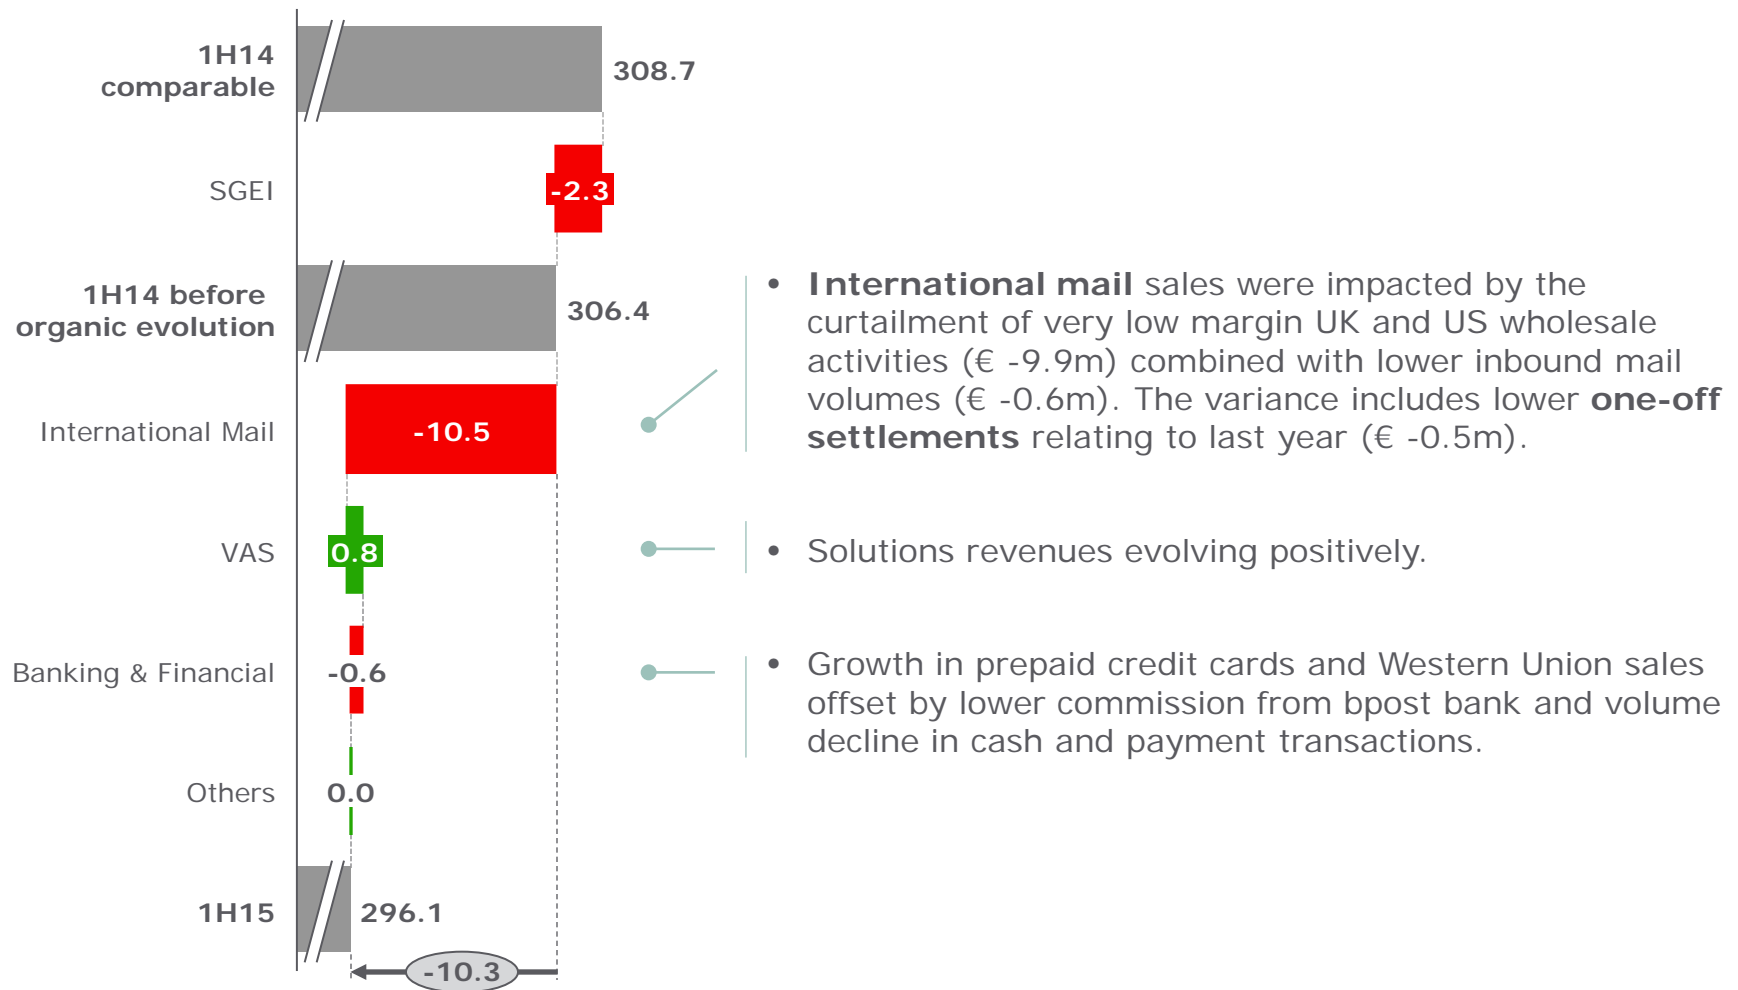 1H14
comparable
308.7
SGEI
-2.3
1H14 before
organic evolution
306.4
International Mail
-10.5
• International mail sales were impacted by the
curtailment of very low margin UK and US wholesale
activities (€ -9.9m) combined with lower inbound mail
volumes (€ -0.6m). The variance includes lower one-off
settlements relating to last year (€ -0.5m).
VAS
0.8
• Solutions revenues evolving positively.
Banking & Financial
-0.6
• Growth in prepaid credit cards and Western Union sales
offset by lower commission from bpost bank and volume
decline in cash and payment transactions.
Others
0.0
1H15
296.1
-10.3